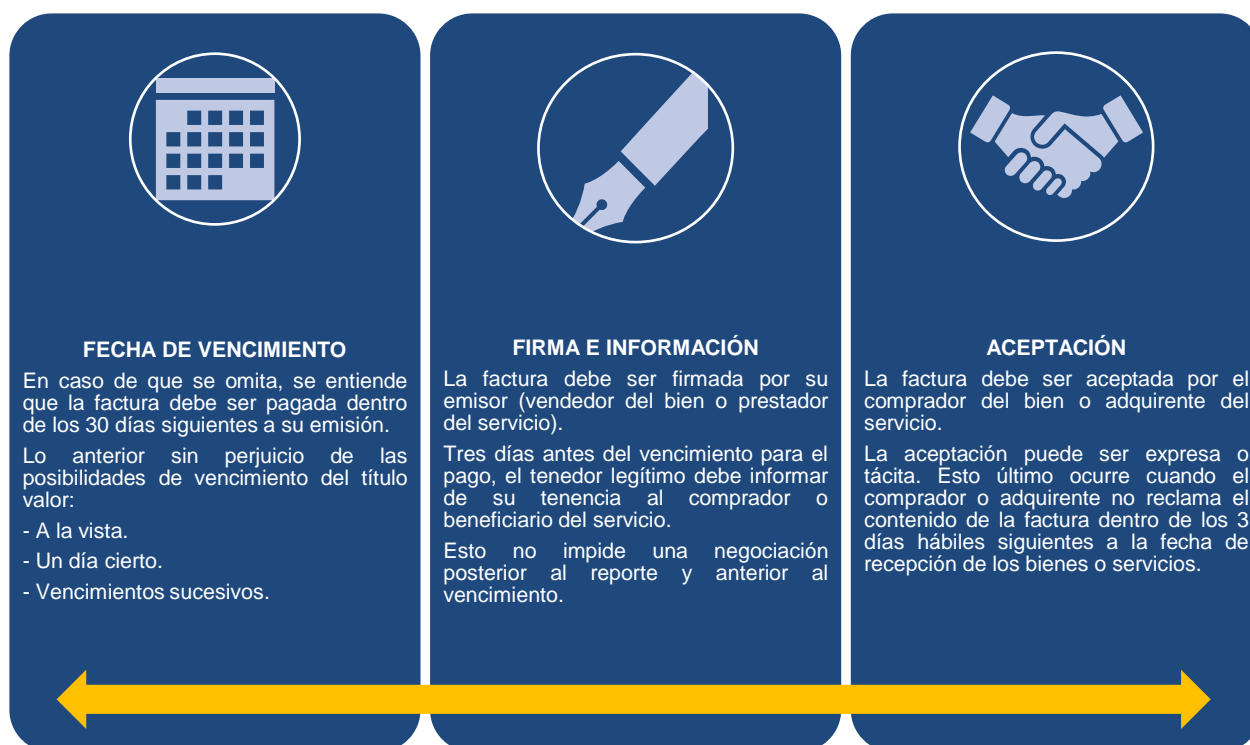 FECHA DE VENCIMIENTO
En caso de que se omita, se entiende
que la factura debe ser pagada dentro
de los 30 días siguientes a su emisión.
Lo anterior sin perjuicio de las
posibilidades de vencimiento del título
valor:
- A la vista.
- Un día cierto.
- Vencimientos sucesivos.
FIRMA E INFORMACIÓN
La factura debe ser firmada por su
emisor (vendedor del bien o prestador
del servicio).
Tres días antes del vencimiento para el
pago, el tenedor legítimo debe informar
de su tenencia al comprador o
beneficiario del servicio.
Esto no impide una negociación
posterior al reporte y anterior al
vencimiento.
ACEPTACIÓN
La factura debe ser aceptada por el
comprador del bien o adquirente del
servicio.
La aceptación puede ser expresa o
tácita. Esto último ocurre cuando el
comprador o adquirente no reclama el
contenido de la factura dentro de los 3
días hábiles siguientes a la fecha de
recepción de los bienes o servicios.